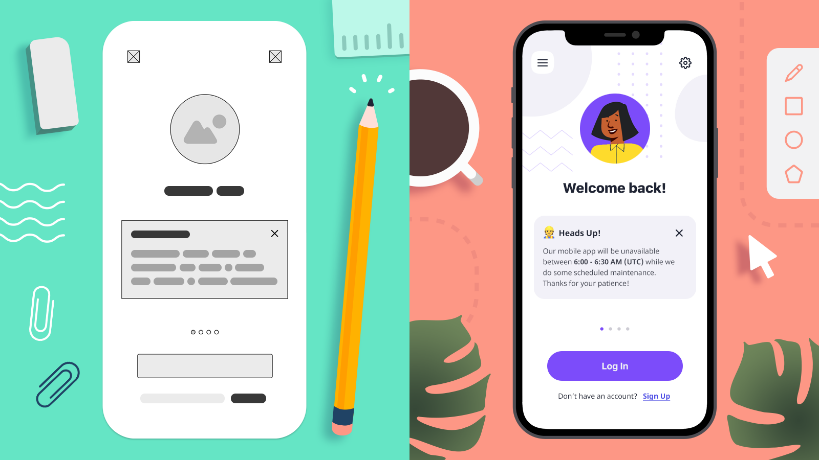 Welcome back!
Heads Up!
Our mobile app will be unavailable
between 6:00 - 6:30 AM (UTC) while we
do some scheduled maintenance.
Thanks for your patience!
Log In
Don't have an account? Sign Up